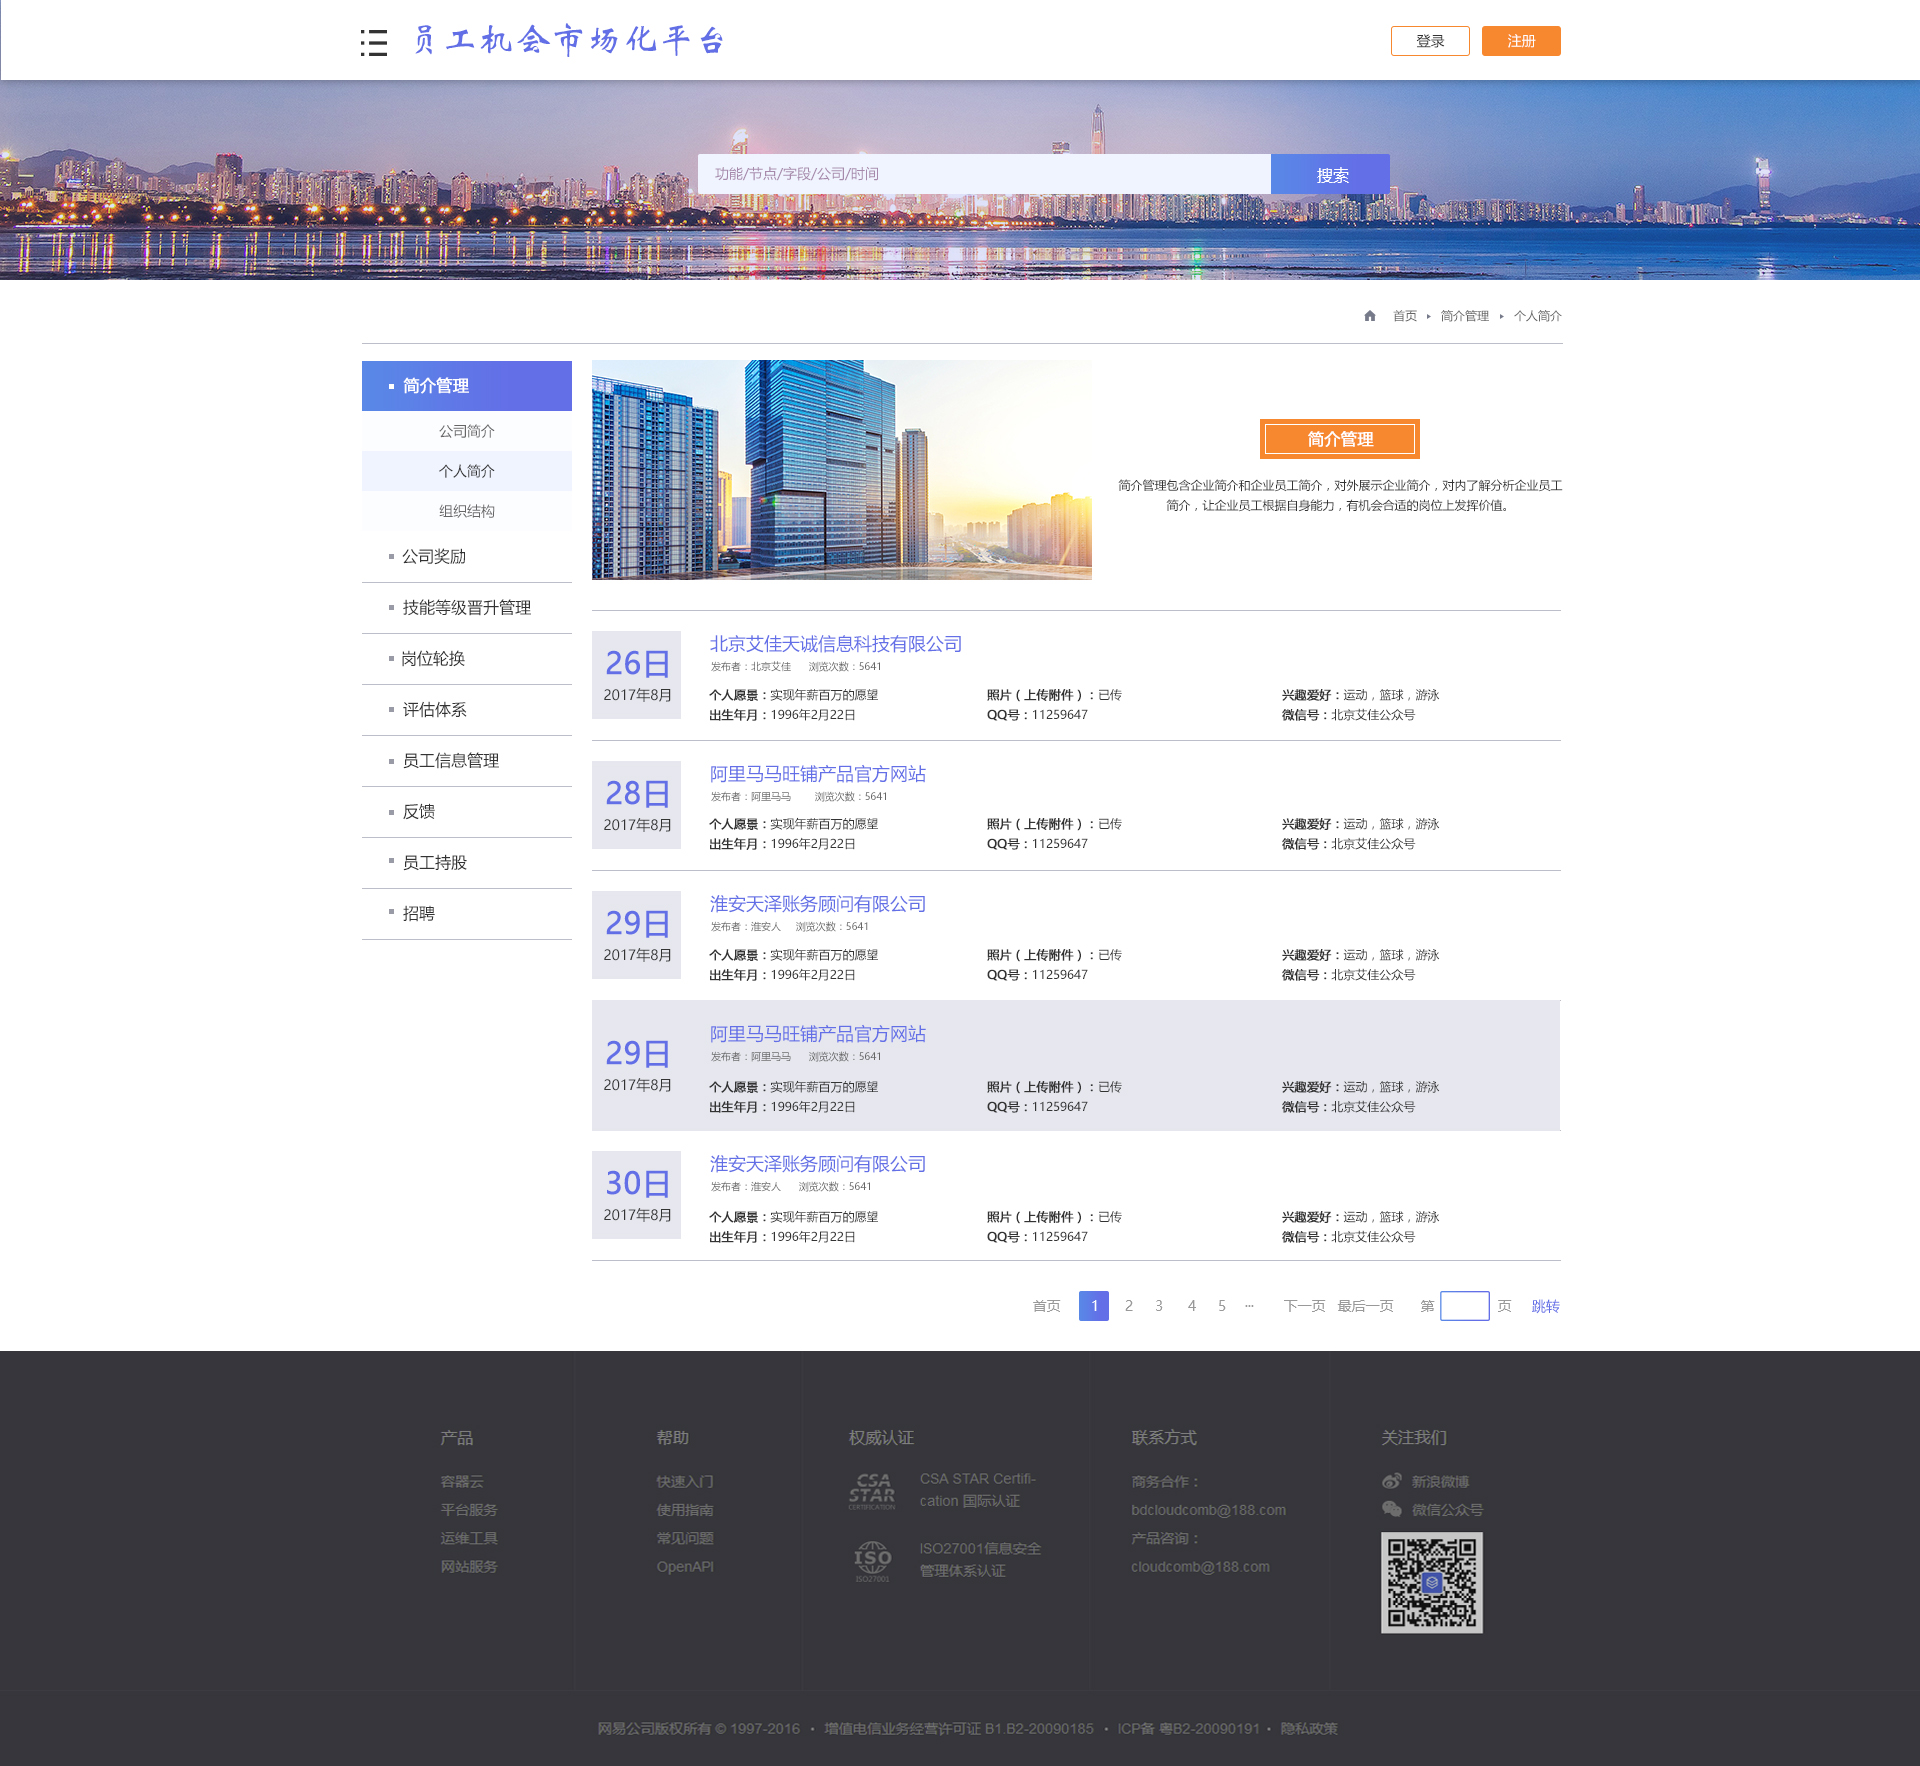 员工机会市场化平台
登录
注册
功能/节点/字段/公司/时间
搜索
首页 简介管理 个人简介
简介管理
公司简介
个人简介
组织结构
公司奖励
技能等级晋升管理
岗位轮换
评估体系
员工信息管理
反馈
员工持股
招聘
简介管理
简介管理包含企业简介和企业员工简介，对外展示企业简介，对内了解分析企业员工
简介，让企业员工根据自身能力，有机会合适的岗位上发挥价值。
26日
2017年8月
北京艾佳天诚信息科技有限公司
发布者：北京艾佳 浏览次数：5641
个人愿景：实现年薪百万的愿望 照片（上传附件）：已传 兴趣爱好：运动，篮球，游泳
出生年月：1996年2月22日 QQ号：11259647 微信号：北京艾佳公众号
28日
2017年8月
阿里马马旺铺产品官方网站
发布者：阿里马马 浏览次数：5641
个人愿景：实现年薪百万的愿望 照片（上传附件）：已传 兴趣爱好：运动，篮球，游泳
出生年月：1996年2月22日 QQ号：11259647 微信号：北京艾佳公众号
29日
2017年8月
淮安天泽账务顾问有限公司
发布者：淮安人 浏览次数：5641
个人愿景：实现年薪百万的愿望 照片（上传附件）：已传 兴趣爱好：运动，篮球，游泳
出生年月：1996年2月22日 QQ号：11259647 微信号：北京艾佳公众号
29日
2017年8月
阿里马马旺铺产品官方网站
发布者：阿里马马 浏览次数：5641
个人愿景：实现年薪百万的愿望 照片（上传附件）：已传 兴趣爱好：运动，篮球，游泳
出生年月：1996年2月22日 QQ号：11259647 微信号：北京艾佳公众号
30日
2017年8月
淮安天泽账务顾问有限公司
发布者：淮安人 浏览次数：5641
个人愿景：实现年薪百万的愿望 照片（上传附件）：已传 兴趣爱好：运动，篮球，游泳
出生年月：1996年2月22日 QQ号：11259647 微信号：北京艾佳公众号
首页 1 2 3 4 5 ··· 下一页 最后一页 第 页 跳转
产品
容器云
平台服务
运维工具
网站服务
帮助
快速入门
使用指南
常见问题
OpenAPI
权威认证
CSA
STAR
CERTIFICATION
CSA STAR Certifi-
cation 国际认证
ISO
ISO27001
ISO27001信息安全
管理体系认证
联系方式
商务合作：
bdcloudcomb@188.com
产品咨询：
cloudcomb@188.com
关注我们
新浪微博
微信公众号
网易公司版权所有 © 1997-2016 • 增值电信业务经营许可证 B1.B2-20090185 • ICP备 粤B2-20090191 • 隐私政策